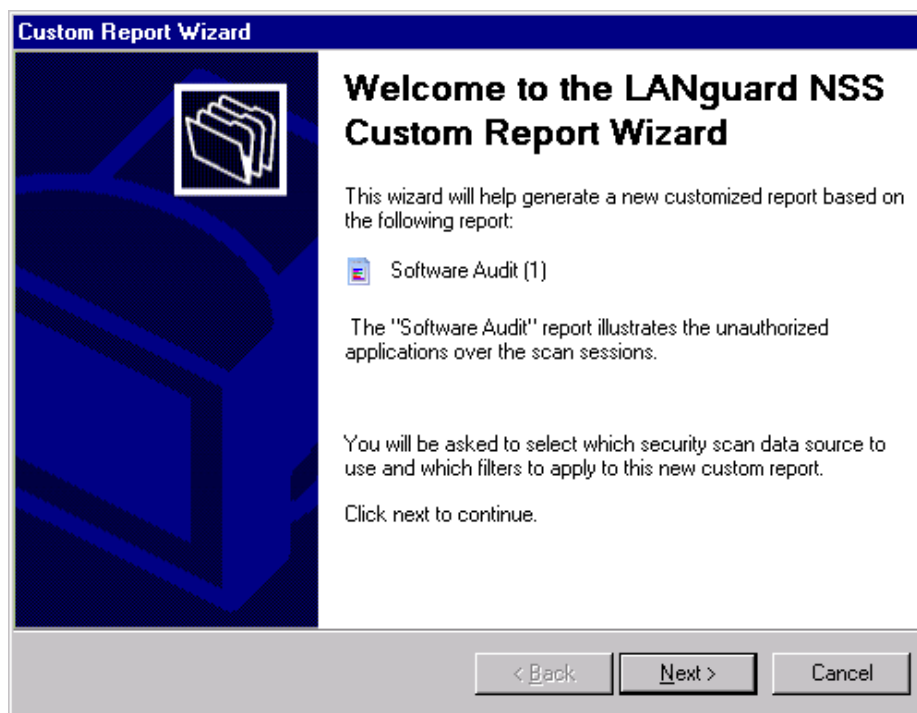 Custom Report Wizard
Welcome to the LANguard NSS
Custom Report Wizard
This wizard will help generate a new customized report based on
the following report:
Software Audit (1)
The "Software Audit" report illustrates the unauthorized
applications over the scan sessions.
You will be asked to select which security scan data source to
use and which filters to apply to this new custom report.
Click next to continue.
< Back
Next >
Cancel